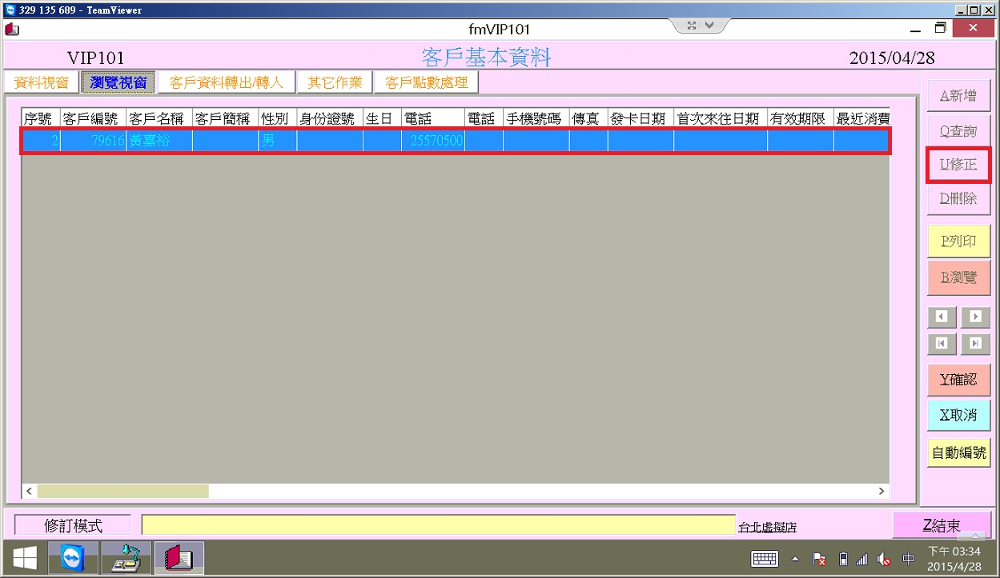 329 135 689 - TeamViewer
fmVIP101
VIP101
客戶基本資料
2015/04/28
資料視窗
瀏覽視窗
客戶資料轉出/轉入
其它作業
客戶點數處理
序號 客戶編號 客戶名稱 客戶簡稱 性別 身份證號 生日 電話 電話 手機號碼 傳真 發卡日期 首次來往日期 有效期限 最近消費
2 79616 黃嘉裕 男 25570500
A新增
Q查詢
U修正
D刪除
P列印
B瀏覽
Y確認
X取消
自動編號
修訂模式
台北虛擬店
Z結束
中
下午 03:34
2015/4/28